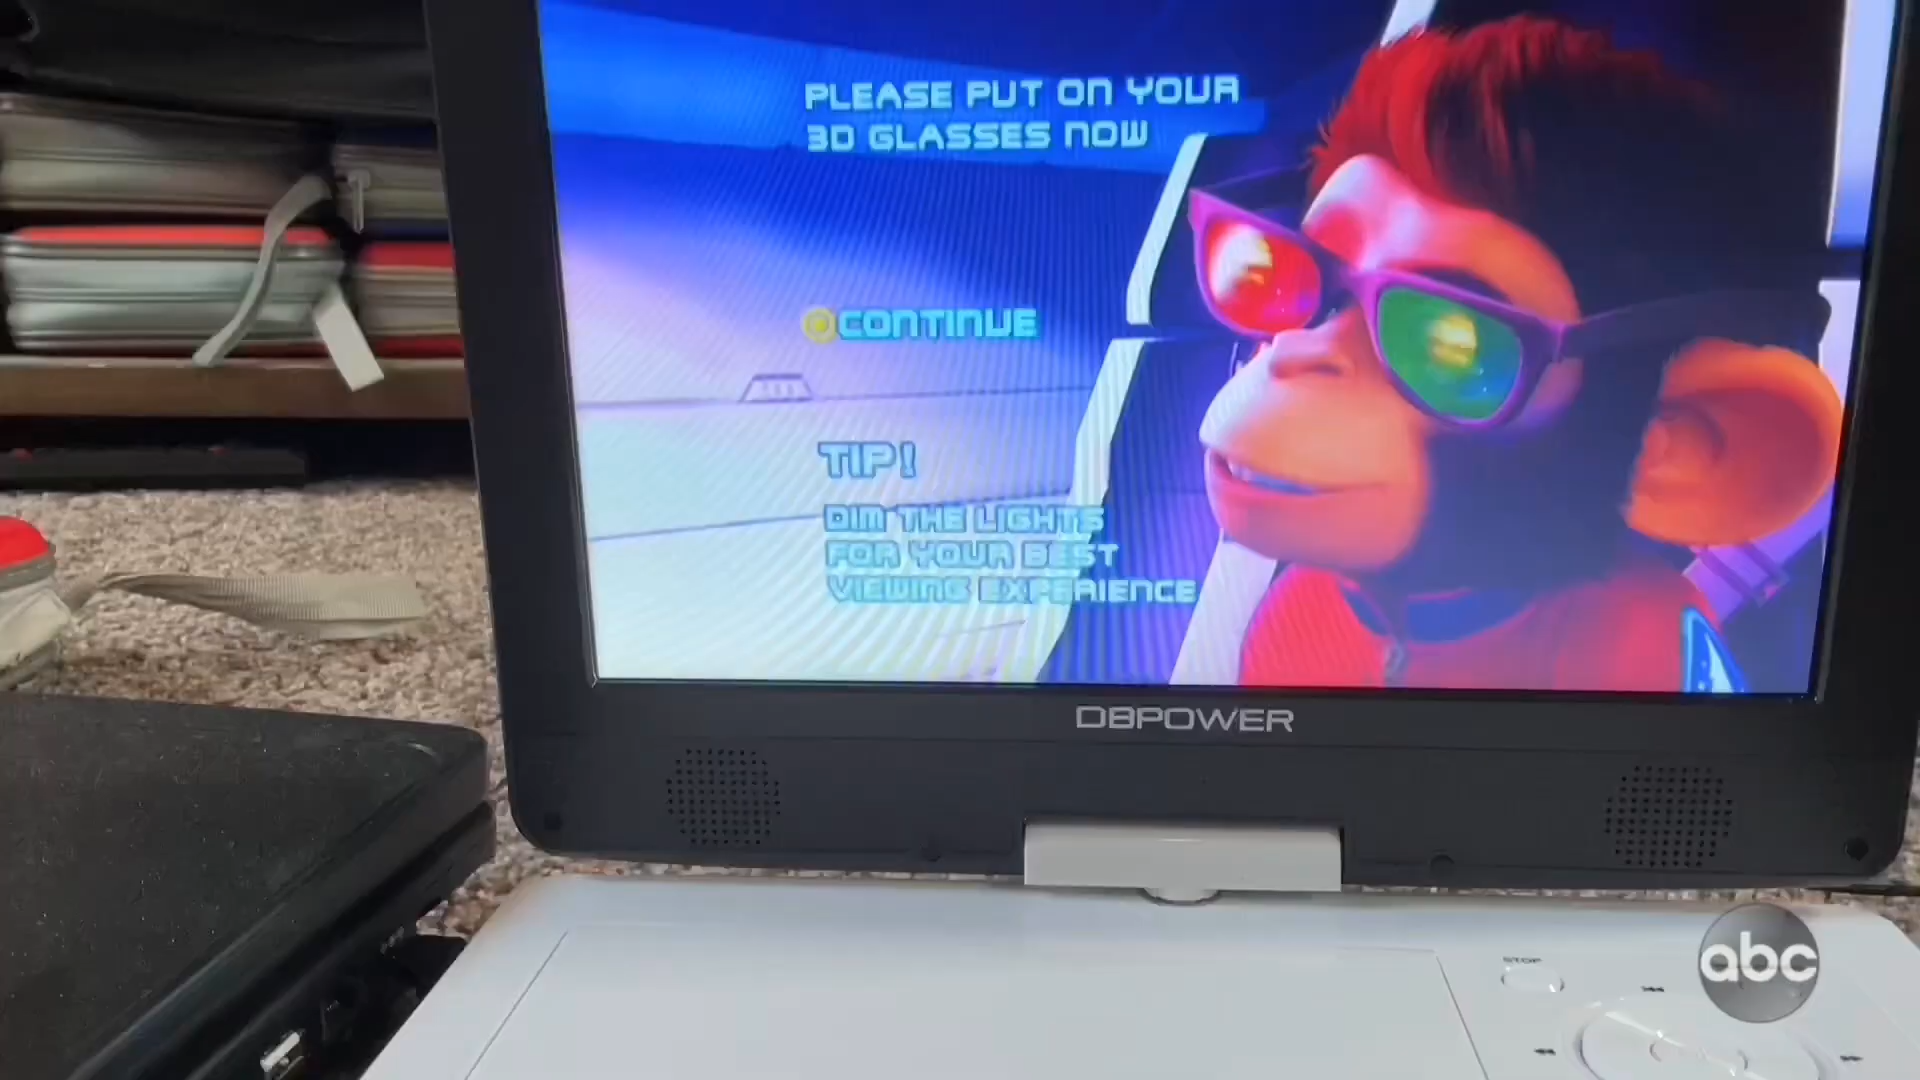 PLEASE PUT ON YOUR
3D GLASSES NOW
CONTINUE
TIP!
DIM THE LIGHTS
FOR YOUR BEST
VIEWING EXPERIENCE
DBPOWER
STOP
abc